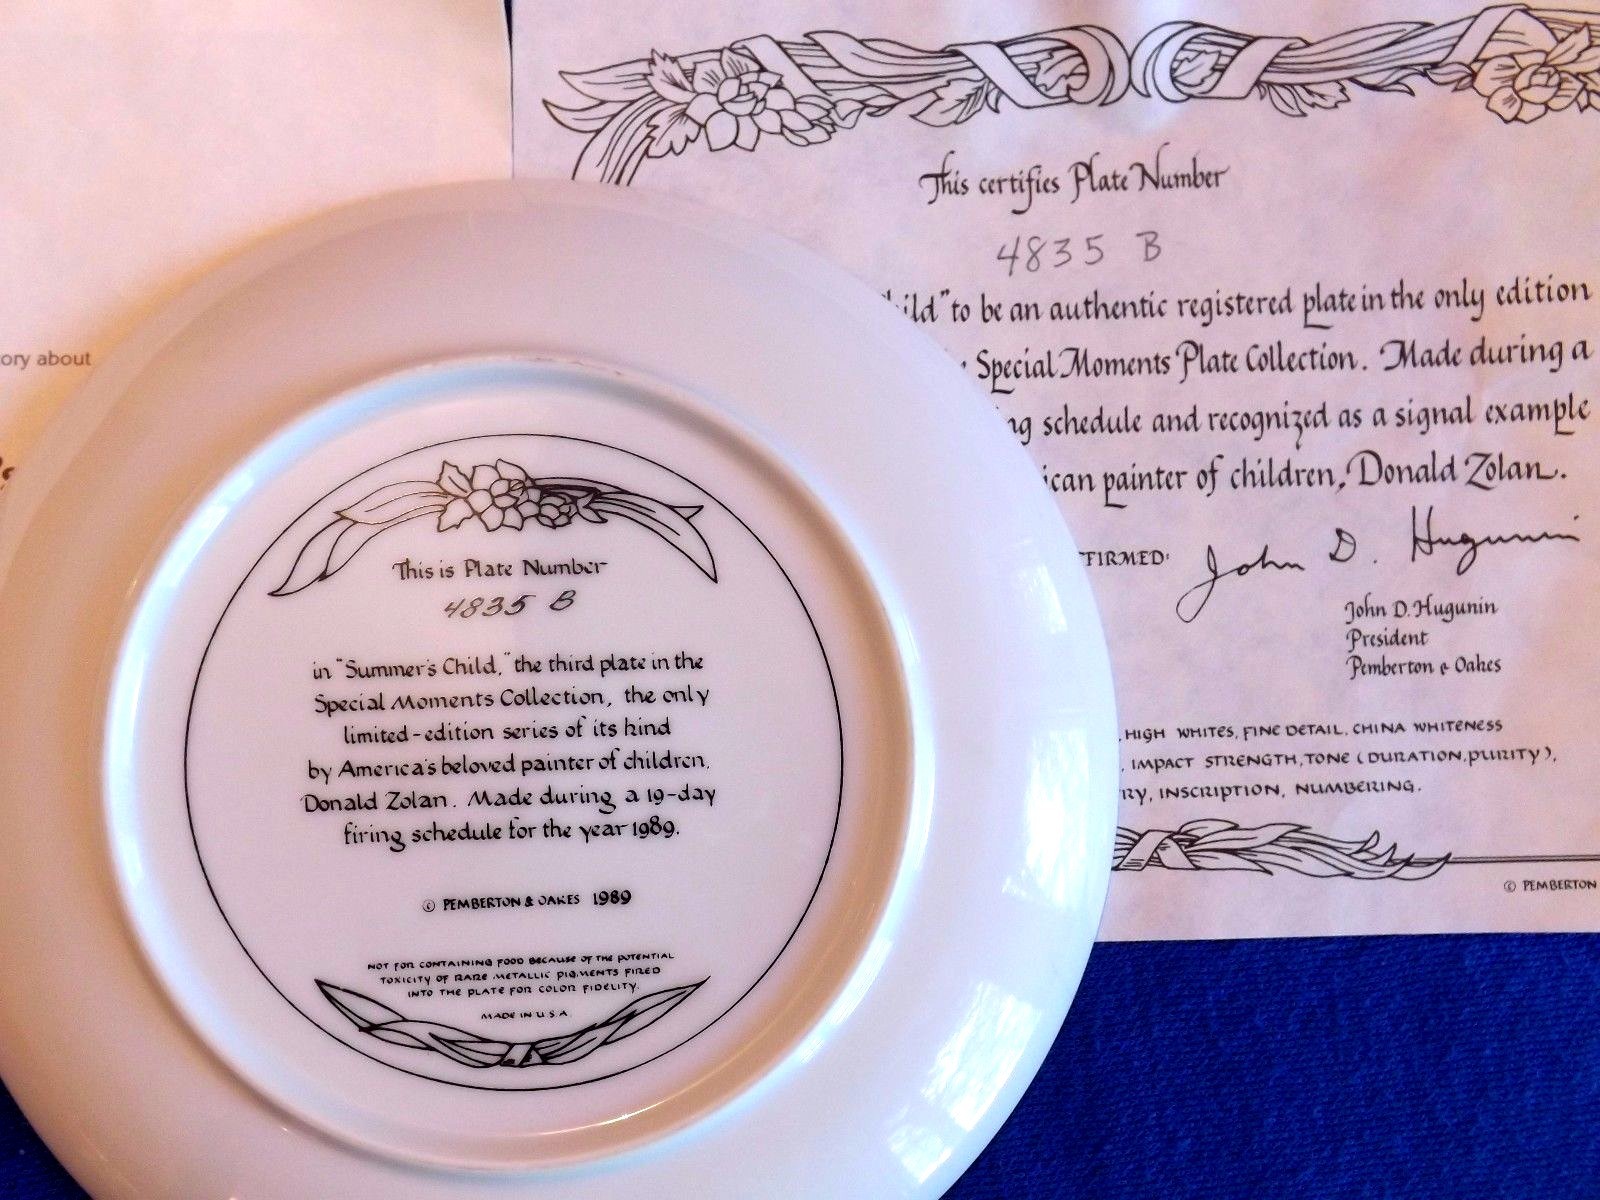 ory about
This certifies Plate Number
4835 B
hild" to be an authentic registered plate in the only edition
Special Moments Plate Collection. Made during a
ng schedule and recognized as a signal example
ican painter of children, Donald Zolan.
FIRMED:
John D. Hugunin
John D. Hugunin
President
Pemberton & Oakes
, HIGH WHITES, FINE DETAIL, CHINA WHITENESS
, IMPACT STRENGTH, TONE (DURATION, PURITY),
RY, INSCRIPTION, NUMBERING.
© PEMBERTON
This is Plate Number
4835 B
in "Summer's Child," the third plate in the
Special Moments Collection, the only
limited-edition series of its kind
by America's beloved painter of children,
Donald Zolan. Made during a 19-day
firing schedule for the year 1989.
© PEMBERTON & OAKES 1989
NOT FOR CONTAINING FOOD BECAUSE OF THE POTENTIAL
TOXICITY OF RARE METALLIC PIGMENTS FIRED
INTO THE PLATE FOR COLOR FIDELITY.
MADE IN U.S.A.